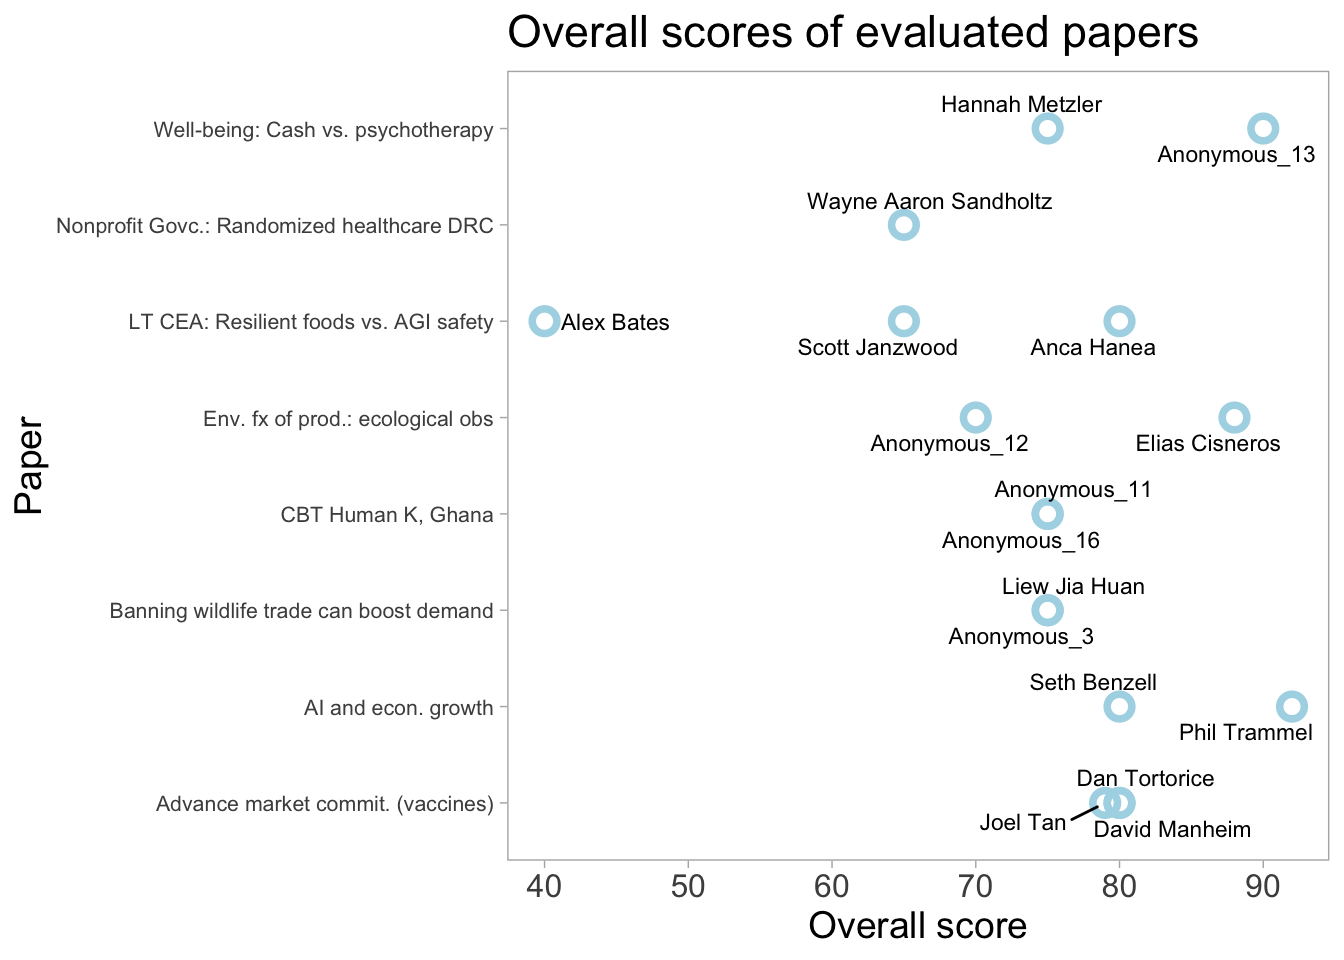 Overall scores of evaluated papers
Hannah Metzler
Well-being: Cash vs. psychotherapy
Anonymous_13
Wayne Aaron Sandholtz
Nonprofit Govc.: Randomized healthcare DRC
LT CEA: Resilient foods vs. AGI safety
Alex Bates
Scott Janzwood
Anca Hanea
Env. fx of prod.: ecological obs
Anonymous_12
Elias Cisneros
Paper
Anonymous_11
CBT Human K, Ghana
Anonymous_16
Liew Jia Huan
Banning wildlife trade can boost demand
Anonymous_3
Seth Benzell
AI and econ. growth
Phil Trammel
Dan Tortorice
Advance market commit. (vaccines)
Joel Tan
David Manheim
40 50 60 70 80 90
Overall score